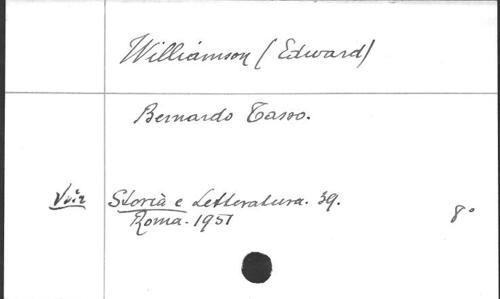 Williamson (Edward)
Bernardo Tasso.
Voir Storia e Letteratura. 39.
Roma. 1951 8°